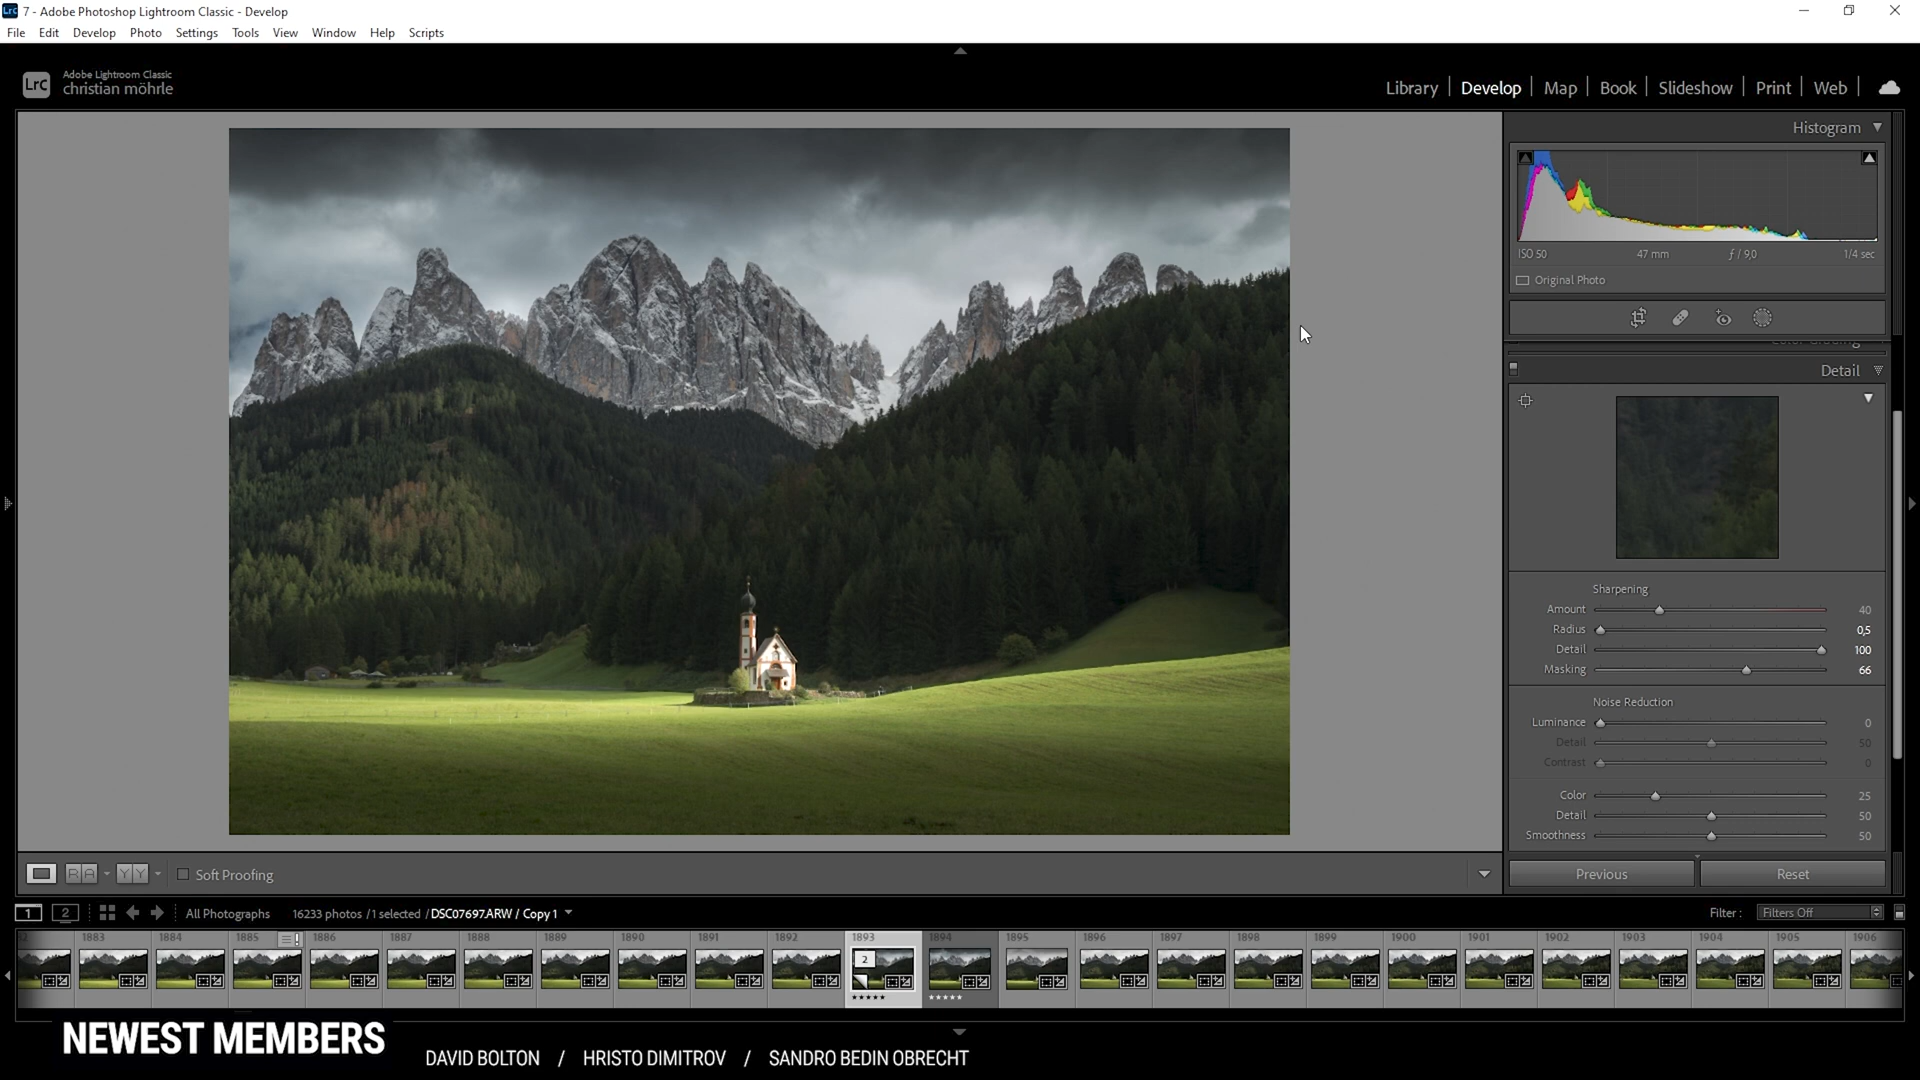 7 - Adobe Photoshop Lightroom Classic - Develop
File Edit Develop Photo Settings Tools View Window Help Scripts
LrC
Adobe Lightroom Classic
christian möhrle
Library | Develop | Map | Book | Slideshow | Print | Web |
Histogram
ISO 50 47 mm ƒ / 9,0 1/4 sec
Original Photo
Color Grading
Detail
Sharpening
Amount 40
Radius 0,5
Detail 100
Masking 66
Noise Reduction
Luminance 0
Detail 50
Contrast 0
Color 25
Detail 50
Smoothness 50
Previous Reset
R A Y Y Soft Proofing
1 2 All Photographs 16233 photos / 1 selected / DSC07697.ARW / Copy 1 Filter : Filters Off
1883 1884 1885 1886 1887 1888 1889 1890 1891 1892 1893 1894 1895 1896 1897 1898 1899 1900 1901 1902 1903 1904 1905 1906
2
NEWEST MEMBERS
DAVID BOLTON / HRISTO DIMITROV / SANDRO BEDIN OBRECHT